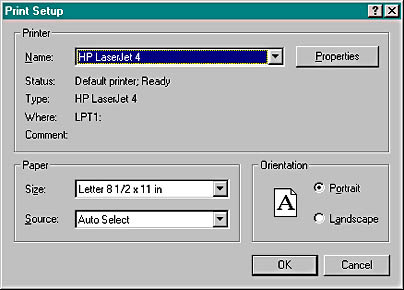 Print Setup
Printer
Name: HP LaserJet 4 Properties
Status: Default printer; Ready
Type: HP LaserJet 4
Where: LPT1:
Comment:
Paper
Size: Letter 8 1/2 x 11 in
Source: Auto Select
Orientation
A
Portrait
Landscape
OK Cancel